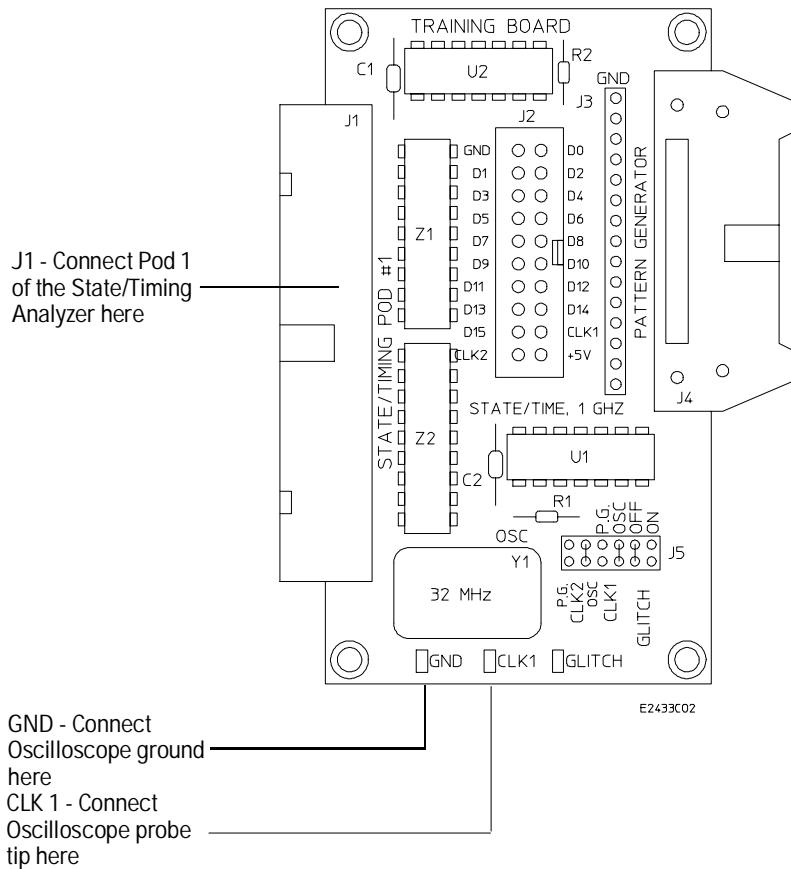 TRAINING BOARD
C1
U2
R2
GND
J3
J1
J2
GND D0
D1 D2
D3 D4
D5 D6
D7 D8
D9 D10
D11 D12
D13 D14
D15 CLK1
CLK2 +5V
Z1
STATE/TIMING POD #1
PATTERN GENERATOR
J4
J1 - Connect Pod 1
of the State/Timing
Analyzer here
STATE/TIME, 1 GHZ
Z2
U1
C2
R1
P.G.
OSC
OFF
ON
J5
OSC
Y1
32 MHz
P.G.
CLK2
OSC
CLK1
GLITCH
GND
CLK1
GLITCH
E2433C02
GND - Connect
Oscilloscope ground
here
CLK 1 - Connect
Oscilloscope probe
tip here